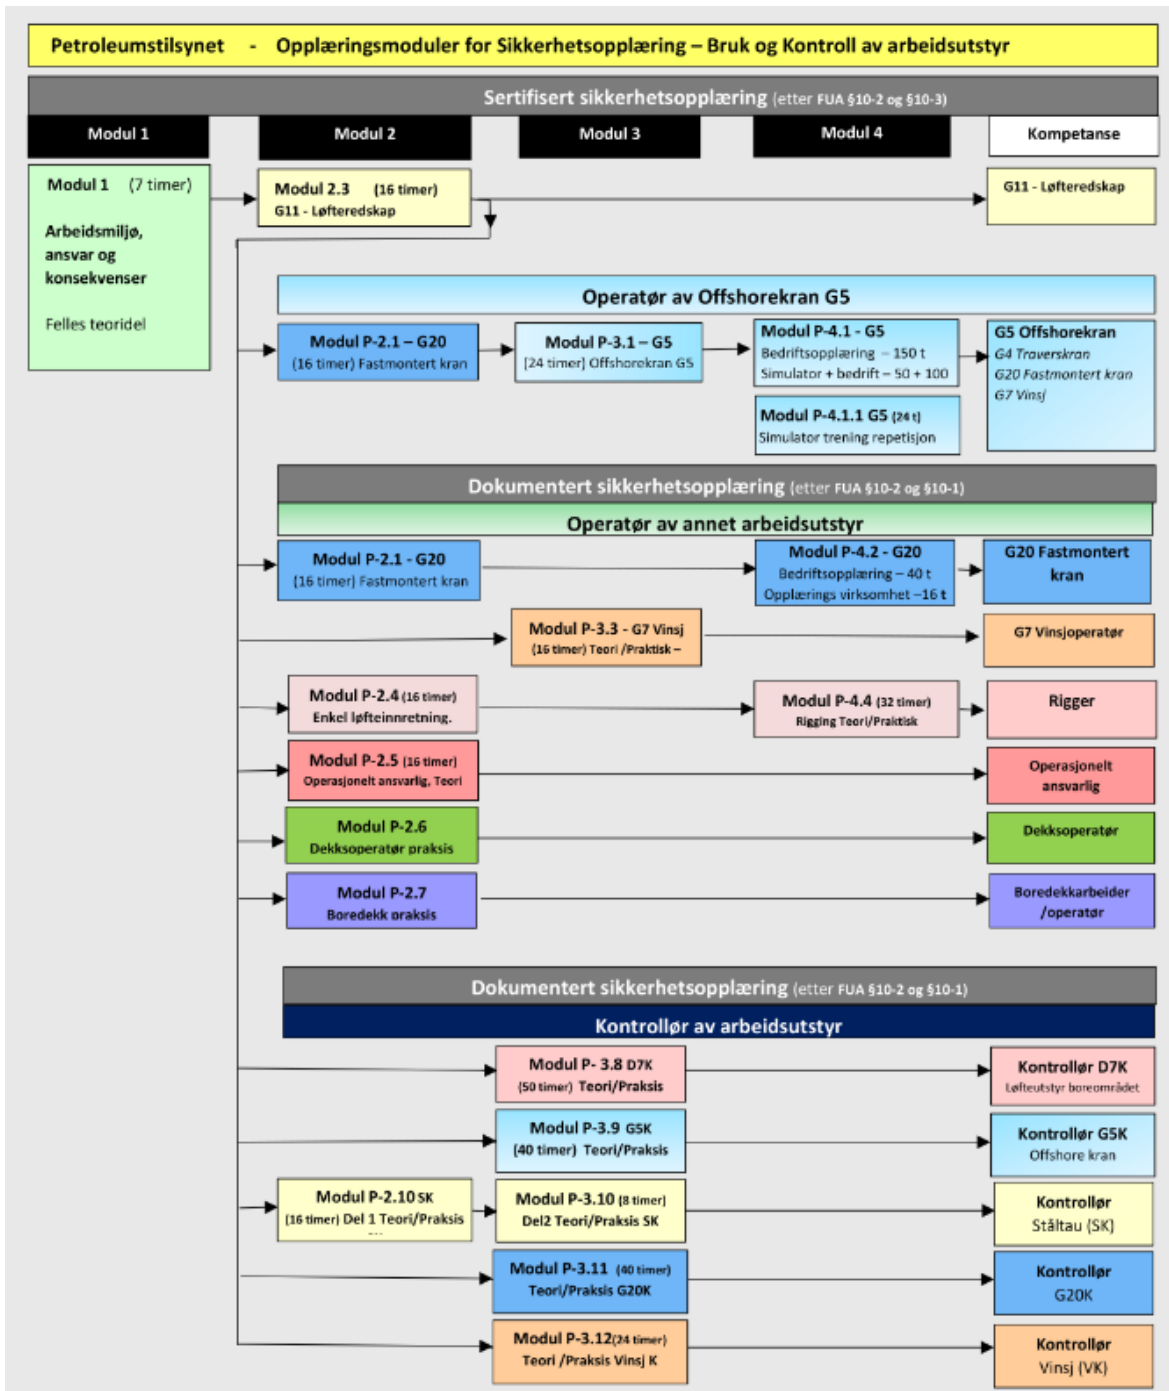 Petroleumstilsynet - Opplæringsmoduler for Sikkerhetsopplæring – Bruk og Kontroll av arbeidsutstyr
Sertifisert sikkerhetsopplæring (etter FUA §10-2 og §10-3)
Modul 1
Modul 2
Modul 3
Modul 4
Kompetanse
Modul 1 (7 timer)
Arbeidsmiljø,
ansvar og
konsekvenser
Felles teoridel
Modul 2.3 (16 timer)
G11 - Løfteredskap
G11 - Løfteredskap
Operatør av Offshorekran G5
Modul P-2.1 – G20
(16 timer) Fastmontert kran
Modul P-3.1 – G5
(24 timer) Offshorekran G5
Modul P-4.1 - G5
Bedriftsopplæring – 150 t
Simulator + bedrift – 50 + 100
G5 Offshorekran
G4 Traverskran
G20 Fastmontert kran
G7 Vinsj
Modul P-4.1.1 G5 (24 t)
Simulator trening repetisjon
Dokumentert sikkerhetsopplæring (etter FUA §10-2 og §10-1)
Operatør av annet arbeidsutstyr
Modul P-2.1 - G20
(16 timer) Fastmontert kran
Modul P-4.2 - G20
Bedriftsopplæring – 40 t
Opplærings virksomhet –16 t
G20 Fastmontert
kran
Modul P-3.3 - G7 Vinsj
(16 timer) Teori /Praktisk –
G7 Vinsjoperatør
Modul P-2.4 (16 timer)
Enkel løfteinnretning.
Modul P-4.4 (32 timer)
Rigging Teori/Praktisk
Rigger
Modul P-2.5 (16 timer)
Operasjonelt ansvarlig, Teori
Operasjonelt
ansvarlig
Modul P-2.6
Dekksoperatør praksis
Dekksoperatør
Modul P-2.7
Boredekk praksis
Boredekkarbeider
/operatør
Dokumentert sikkerhetsopplæring (etter FUA §10-2 og §10-1)
Kontrollør av arbeidsutstyr
Modul P- 3.8 D7K
(50 timer) Teori/Praksis
Kontrollør D7K
Løfteutstyr boreområdet
Modul P-3.9 G5K
(40 timer) Teori/Praksis
Kontrollør G5K
Offshore kran
Modul P-2.10 SK
(16 timer) Del 1 Teori/Praksis
Modul P-3.10 (8 timer)
Del2 Teori/Praksis SK
Kontrollør
Ståltau (SK)
Modul P-3.11 (40 timer)
Teori/Praksis G20K
Kontrollør
G20K
Modul P-3.12(24 timer)
Teori /Praksis Vinsj K
Kontrollør
Vinsj (VK)